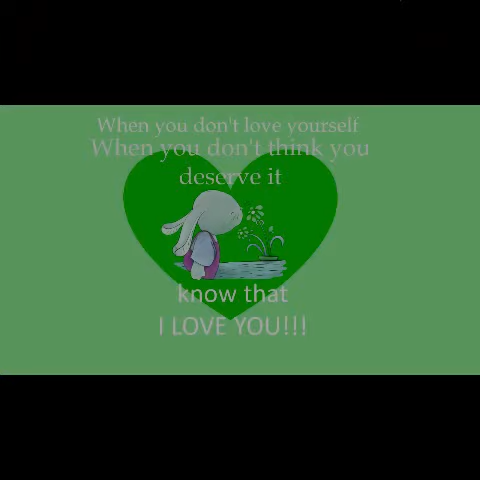 When you don't love yourself
When you don't think you
deserve it
know that
I LOVE YOU!!!